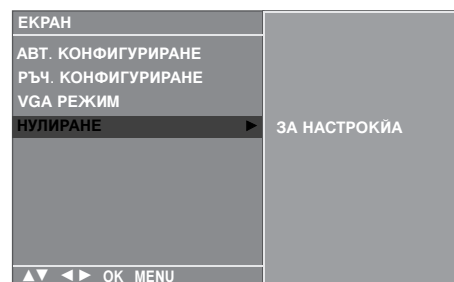 ЕКРАН
АВТ. КОНФИГУРИРАНЕ
РЪЧ. КОНФИГУРИРАНЕ
VGA РЕЖИМ
НУЛИРАНЕ ►
ЗА НАСТРОКЙА
▲▼ ◄► OK MENU